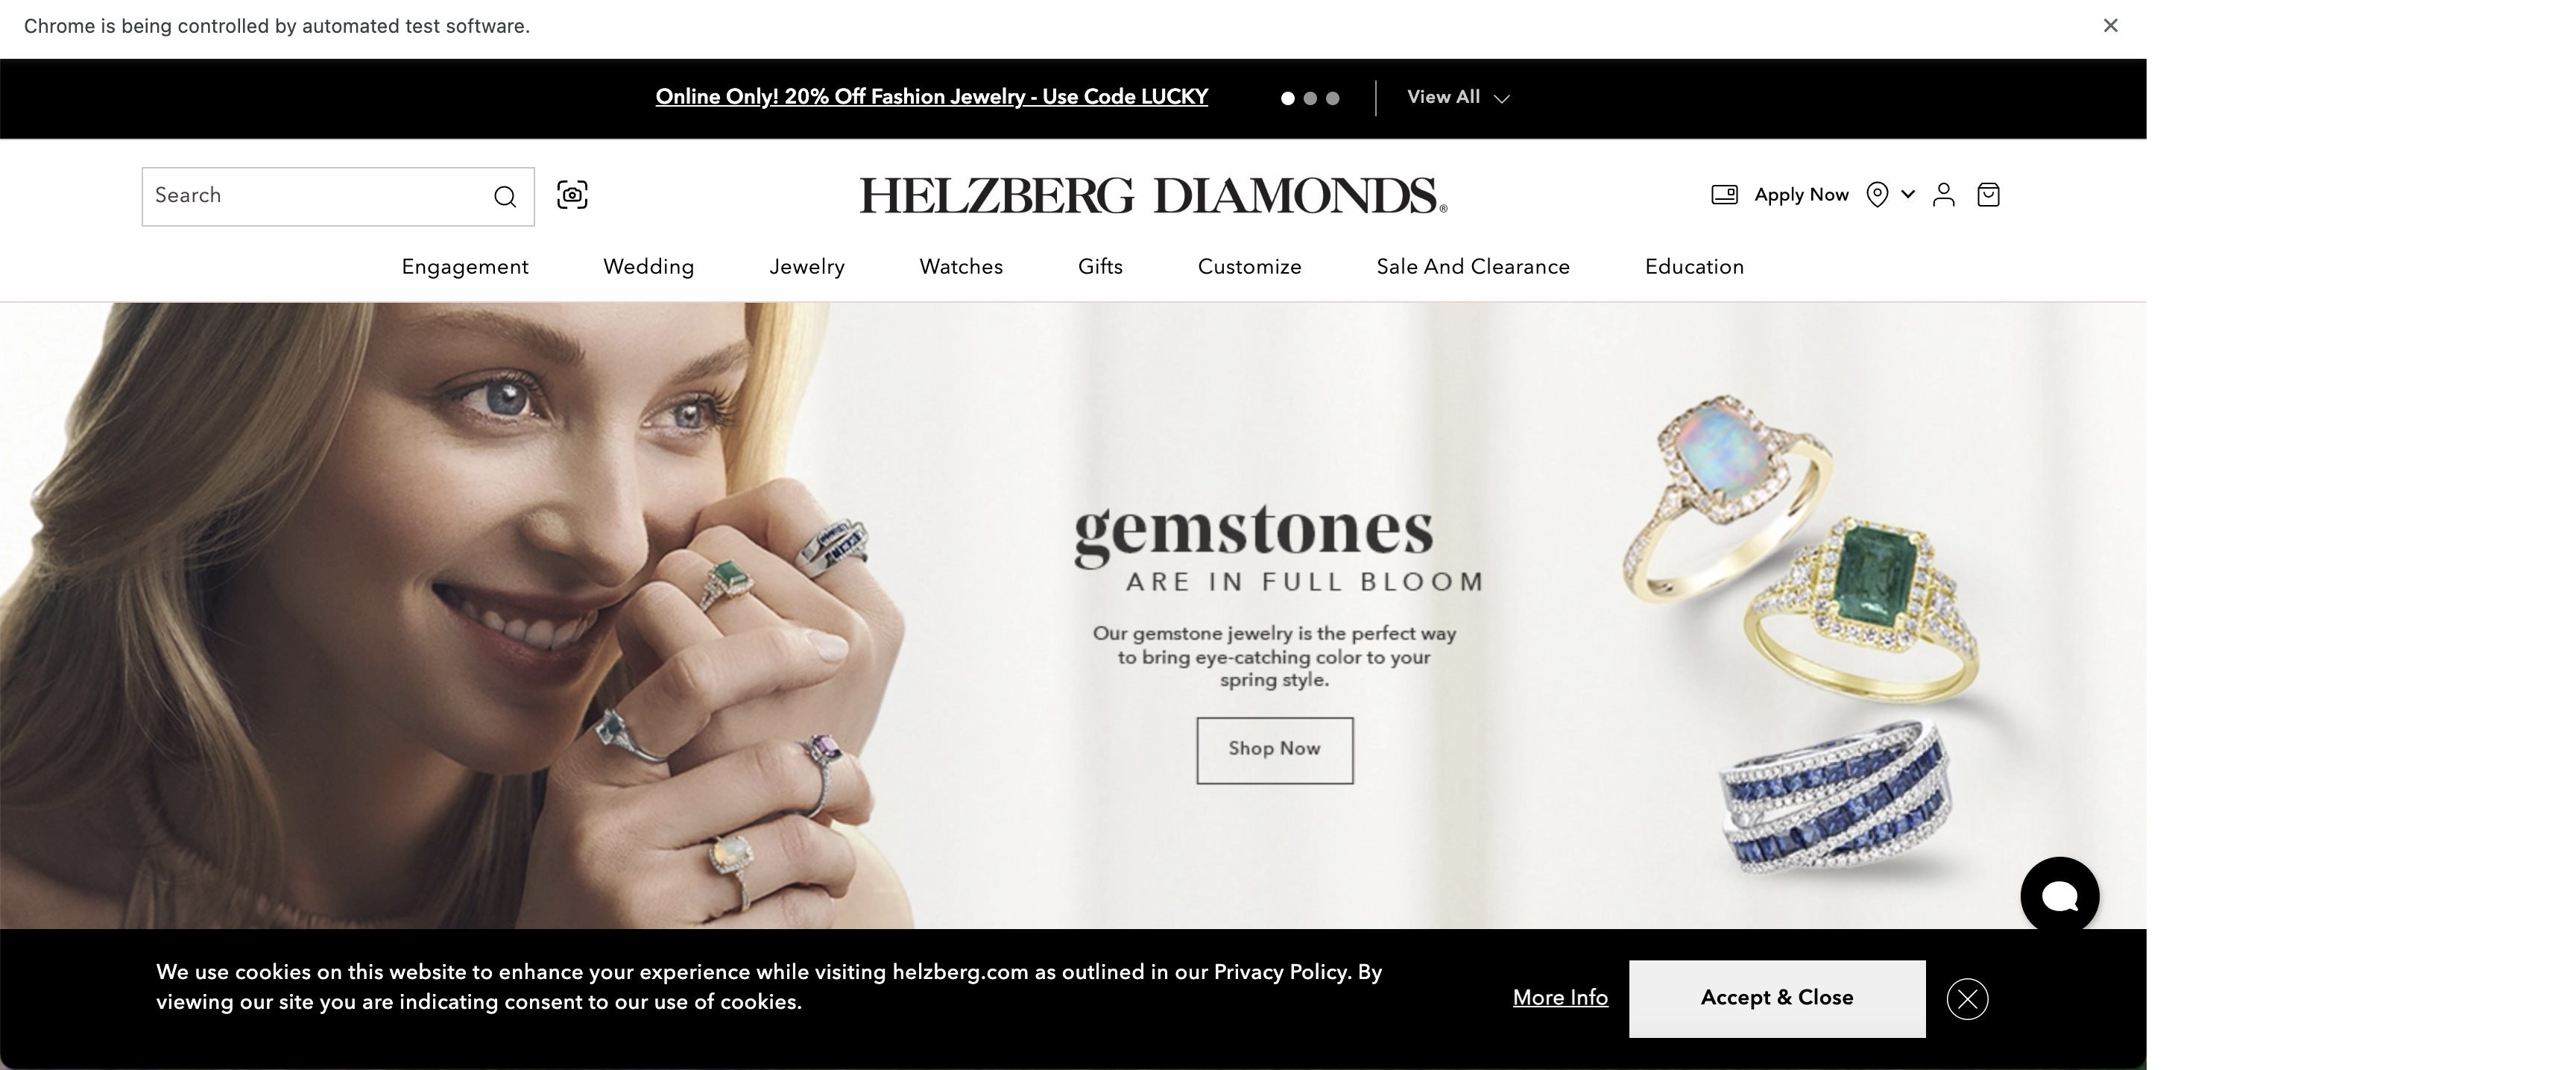 Chrome is being controlled by automated test software.
Online Only! 20% Off Fashion Jewelry - Use Code LUCKY
View All
Search
HELZBERG DIAMONDS®
Apply Now
Engagement Wedding Jewelry Watches Gifts Customize Sale And Clearance Education
gemstones
ARE IN FULL BLOOM
Our gemstone jewelry is the perfect way
to bring eye-catching color to your
spring style.
Shop Now
We use cookies on this website to enhance your experience while visiting helzberg.com as outlined in our Privacy Policy. By
viewing our site you are indicating consent to our use of cookies.
More Info
Accept & Close